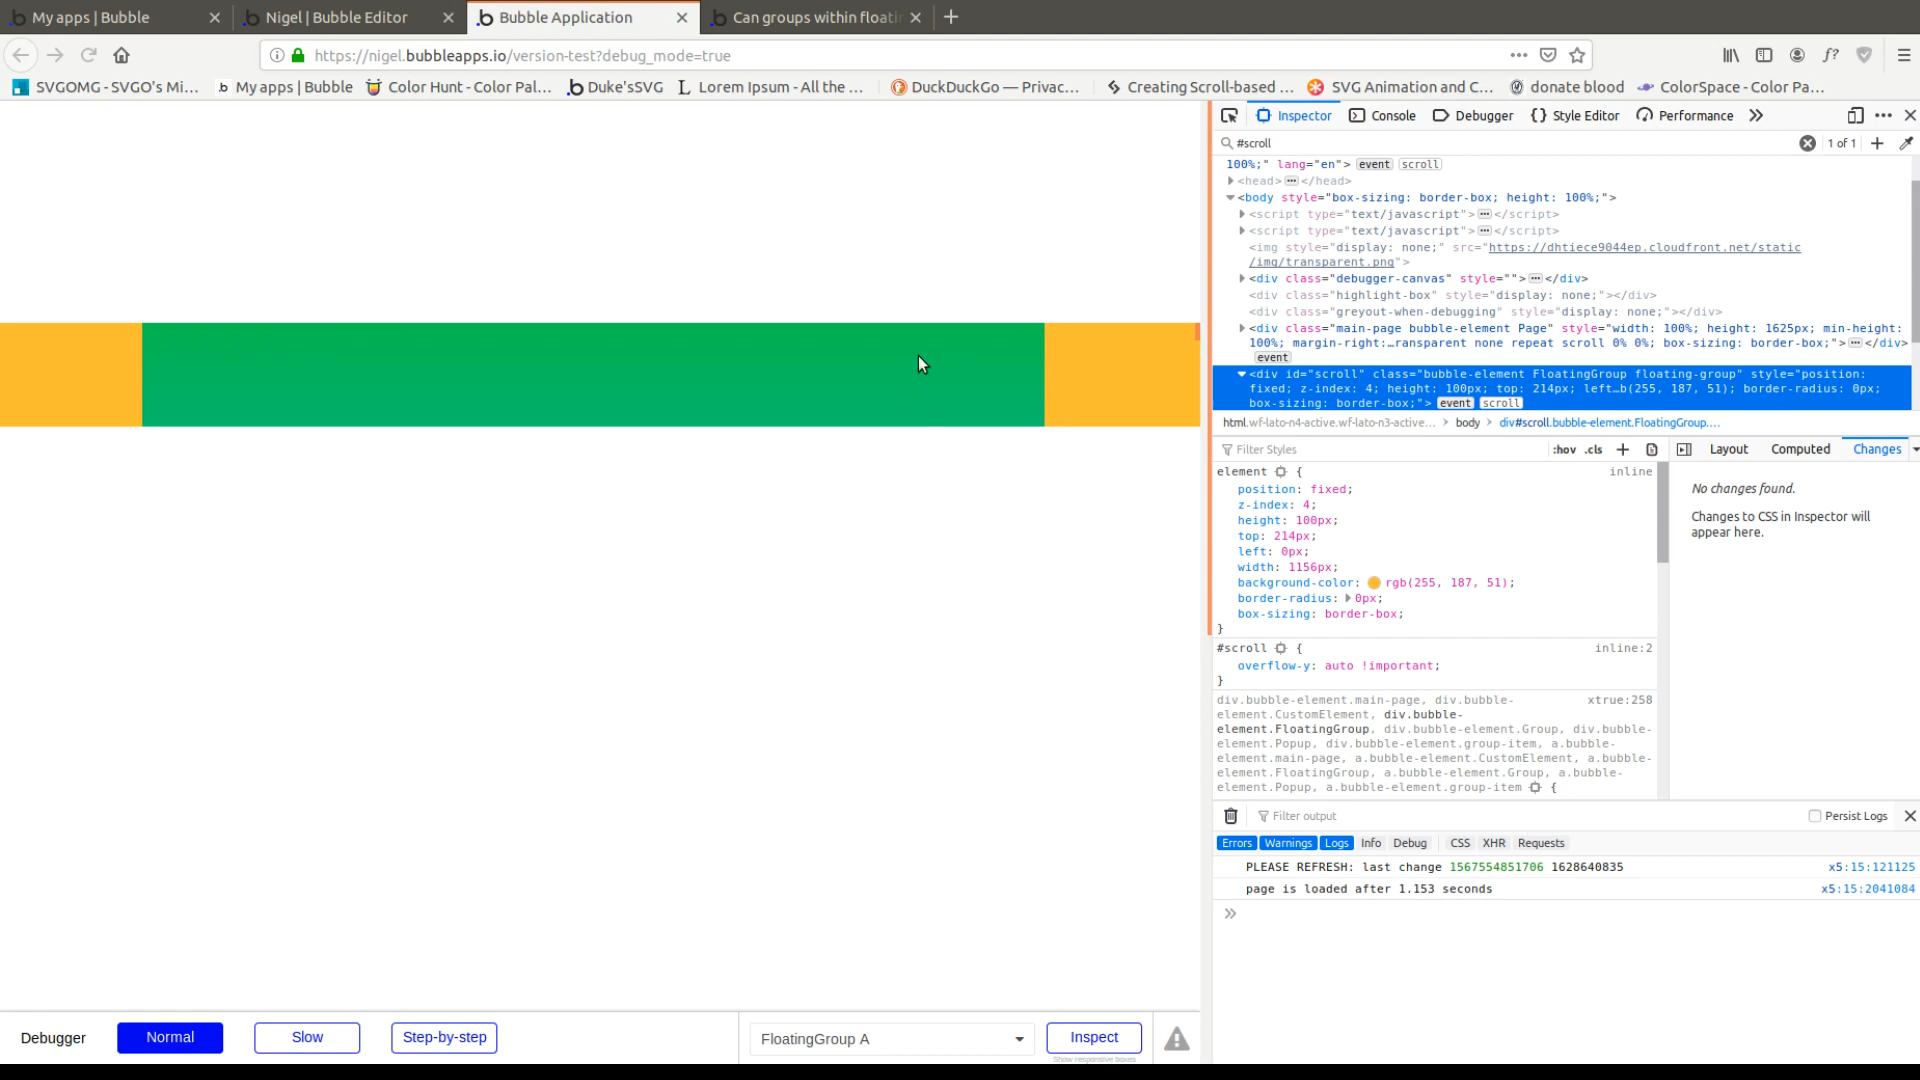 My apps | Bubble
Nigel | Bubble Editor
Bubble Application
Can groups within floati
https://nigel.bubbleapps.io/version-test?debug_mode=true
SVGOMG - SVGO's Mi...
My apps | Bubble
Color Hunt - Color Pal...
Duke'sSVG
Lorem Ipsum - All the ...
DuckDuckGo — Privac...
Creating Scroll-based ...
SVG Animation and C...
donate blood
ColorSpace - Color Pa...
Inspector
Console
Debugger
Style Editor
Performance
#scroll
1 of 1
100%;" lang="en"> event scroll
<head> ••• </head>
<body style="box-sizing: border-box; height: 100%;">
<script type="text/javascript"> ••• </script>
<script type="text/javascript"> ••• </script>
<img style="display: none;" src="https://dhtiece9044ep.cloudfront.net/static
/img/transparent.png">
<div class="debugger-canvas" style=""> ••• </div>
<div class="highlight-box" style="display: none;"></div>
<div class="greyout-when-debugging" style="display: none;"></div>
<div class="main-page bubble-element Page" style="width: 100%; height: 1625px; min-height:
100%; margin-right:…ransparent none repeat scroll 0% 0%; box-sizing: border-box;"> ••• </div>
event
<div id="scroll" class="bubble-element FloatingGroup floating-group" style="position:
fixed; z-index: 4; height: 100px; top: 214px; left…b(255, 187, 51); border-radius: 0px;
box-sizing: border-box;"> event scroll
html.wf-lato-n4-active.wf-lato-n3-active… > body > div#scroll.bubble-element.FloatingGroup.…
Filter Styles
:hov .cls +
Layout
Computed
Changes
element {
inline
position: fixed;
z-index: 4;
height: 100px;
top: 214px;
left: 0px;
width: 1156px;
background-color: rgb(255, 187, 51);
border-radius: 0px;
box-sizing: border-box;
}
#scroll {
inline:2
overflow-y: auto !important;
}
div.bubble-element.main-page, div.bubble-
xtrue:258
element.CustomElement, div.bubble-
element.FloatingGroup, div.bubble-element.Group, div.bubble-
element.Popup, div.bubble-element.group-item, a.bubble-
element.main-page, a.bubble-element.CustomElement, a.bubble-
element.FloatingGroup, a.bubble-element.Group, a.bubble-
element.Popup, a.bubble-element.group-item {
No changes found.
Changes to CSS in Inspector will
appear here.
Filter output
Persist Logs
Errors
Warnings
Logs
Info
Debug
CSS
XHR
Requests
PLEASE REFRESH: last change 1567554851706 1628640835
x5:15:121125
page is loaded after 1.153 seconds
x5:15:2041084
Debugger
Normal
Slow
Step-by-step
FloatingGroup A
Inspect
Show responsive boxes